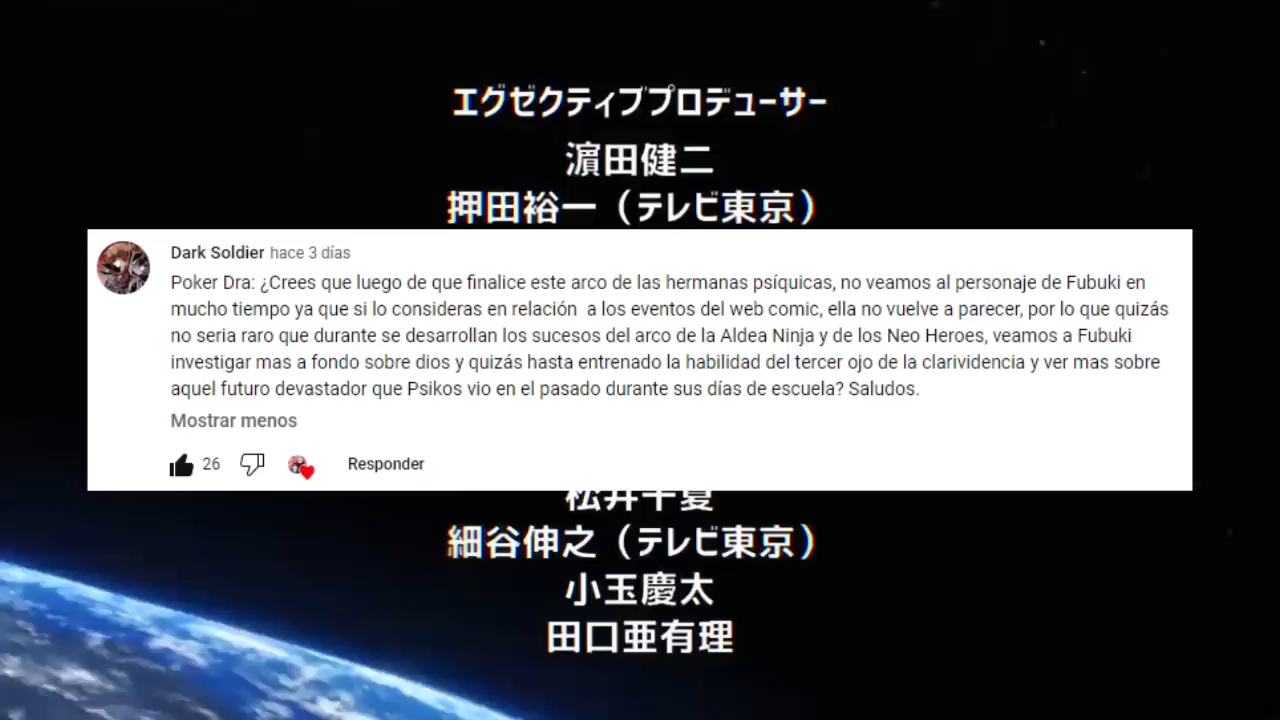 エグゼクティブプロデューサー
濵田健二
押田裕一（テレビ東京）
Dark Soldier hace 3 días
Poker Dra: ¿Crees que luego de que finalice este arco de las hermanas psíquicas, no veamos al personaje de Fubuki en
mucho tiempo ya que si lo consideras en relación  a los eventos del web comic, ella no vuelve a parecer, por lo que quizás
no seria raro que durante se desarrollan los sucesos del arco de la Aldea Ninja y de los Neo Heroes, veamos a Fubuki
investigar mas a fondo sobre dios y quizás hasta entrenado la habilidad del tercer ojo de la clarividencia y ver mas sobre
aquel futuro devastador que Psikos vio en el pasado durante sus días de escuela? Saludos.
Mostrar menos
26 Responder
松井千夏
細谷伸之（テレビ東京）
小玉慶太
田口亜有理